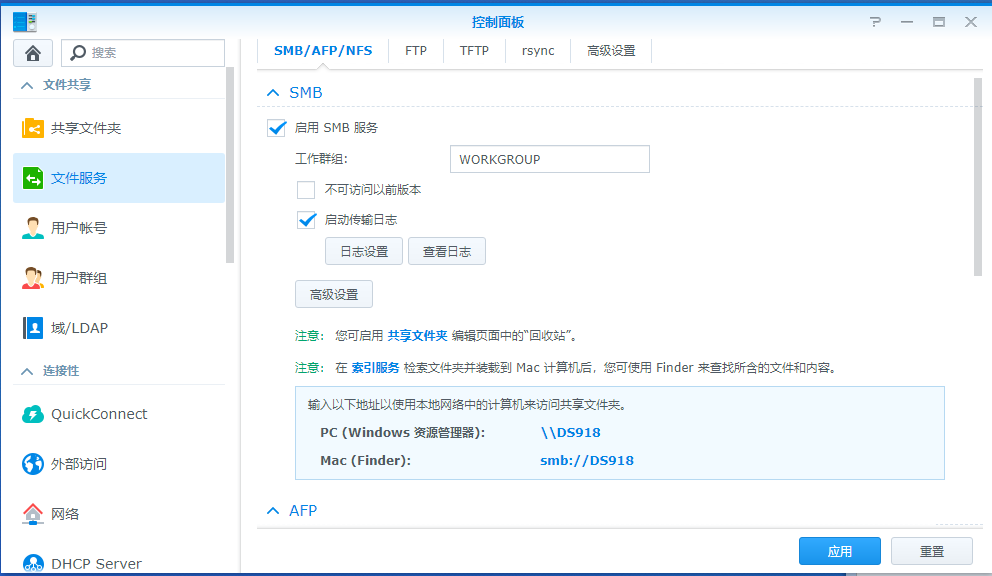 控制面板
搜索
文件共享
共享文件夹
文件服务
用户帐号
用户群组
域/LDAP
连接性
QuickConnect
外部访问
网络
DHCP Server
SMB/AFP/NFS FTP TFTP rsync 高级设置
SMB
启用 SMB 服务
工作群组: WORKGROUP
不可访问以前版本
启动传输日志
日志设置 查看日志
高级设置
注意: 您可启用 共享文件夹 编辑页面中的“回收站”。
注意: 在 索引服务 检索文件夹并装载到 Mac 计算机后，您可使用 Finder 来查找所含的文件和内容。
输入以下地址以使用本地网络中的计算机来访问共享文件夹。
PC (Windows 资源管理器): \\DS918
Mac (Finder): smb://DS918
AFP
应用 重置